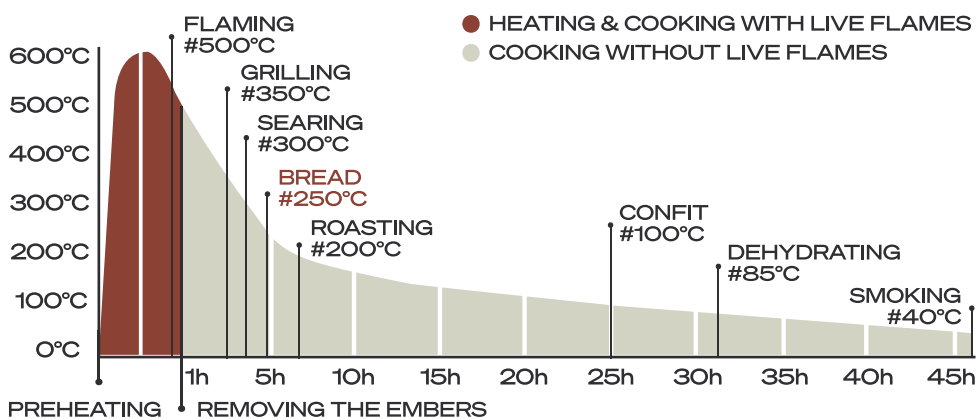 FLAMING
#500°C
HEATING & COOKING WITH LIVE FLAMES
COOKING WITHOUT LIVE FLAMES
GRILLING
#350°C
SEARING
#300°C
BREAD
#250°C
ROASTING
#200°C
CONFIT
#100°C
DEHYDRATING
#85°C
SMOKING
#40°C
600°C
500°C
400°C
300°C
200°C
100°C
0°C
1h 5h 10h 15h 20h 25h 30h 35h 40h 45h
PREHEATING REMOVING THE EMBERS